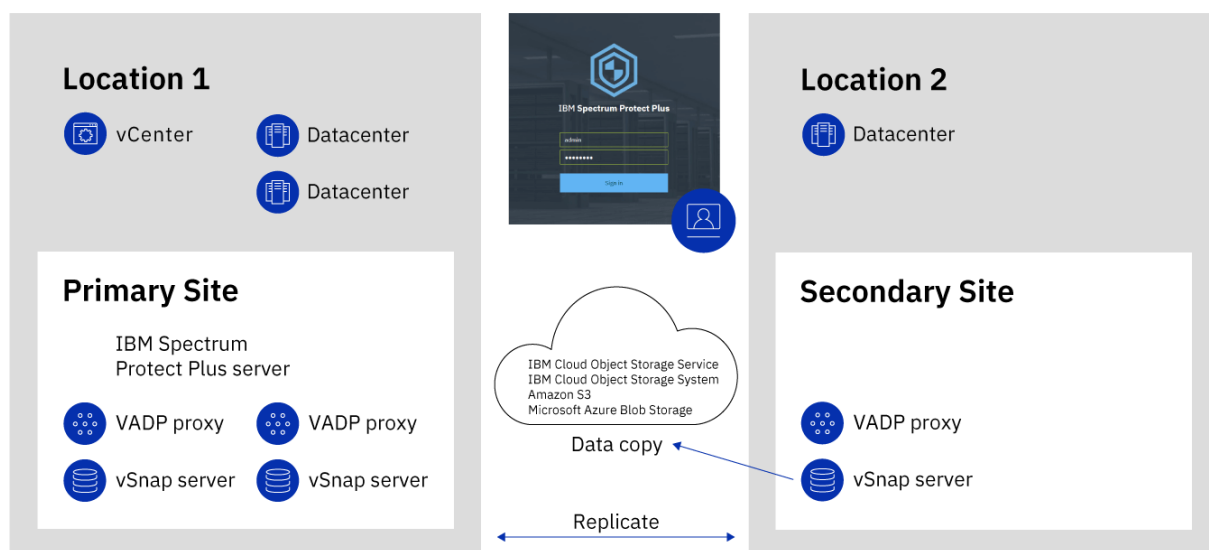 Location 1
vCenter
Datacenter
Datacenter
Primary Site
IBM Spectrum
Protect Plus server
VADP proxy
VADP proxy
vSnap server
vSnap server
IBM Spectrum Protect Plus
admin
••••••••
Sign in
IBM Cloud Object Storage Service
IBM Cloud Object Storage System
Amazon S3
Microsoft Azure Blob Storage
Data copy
Replicate
Location 2
Datacenter
Secondary Site
VADP proxy
vSnap server